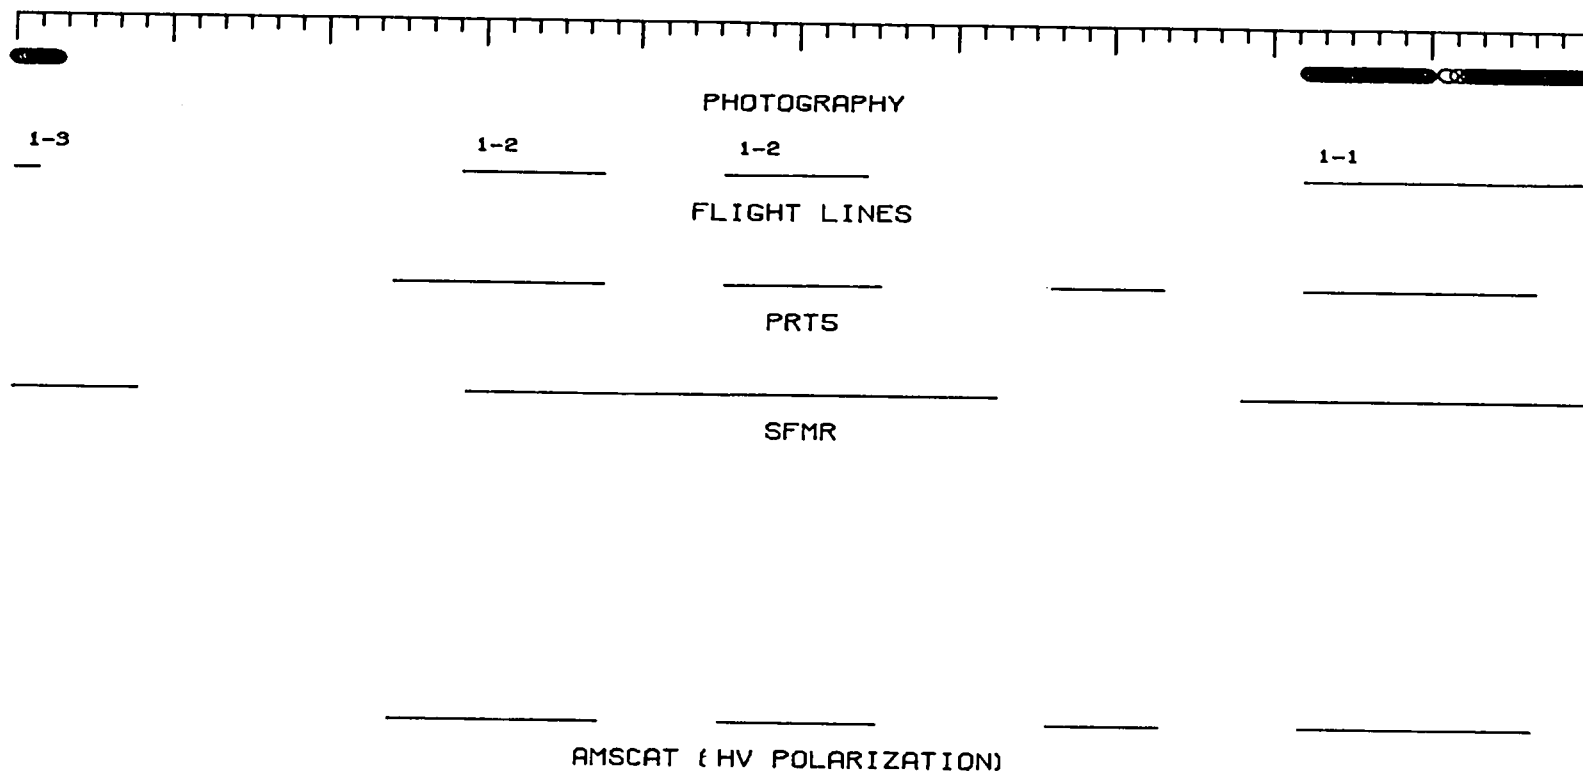 PHOTOGRAPHY
1-3 1-2 1-2 1-1
FLIGHT LINES
PRT5
SFMR
AMSCAT (HV POLARIZATION)